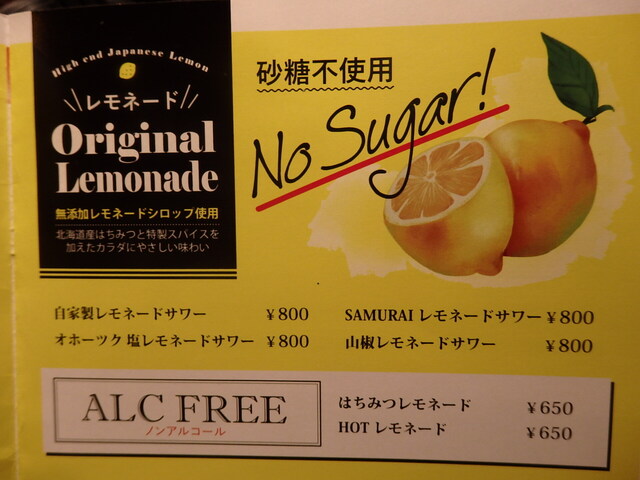 High end Japanese Lemon
レモネード
Original
Lemonade
無添加レモネードシロップ使用
北海道産はちみつと特製スパイスを
加えたカラダにやさしい味わい
砂糖不使用
No Sugar!
自家製レモネードサワー ¥800
オホーツク塩レモネードサワー ¥800
SAMURAI レモネードサワー ¥800
山椒レモネードサワー ¥800
ALC FREE
ノンアルコール
はちみつレモネード ¥650
HOT レモネード ¥650